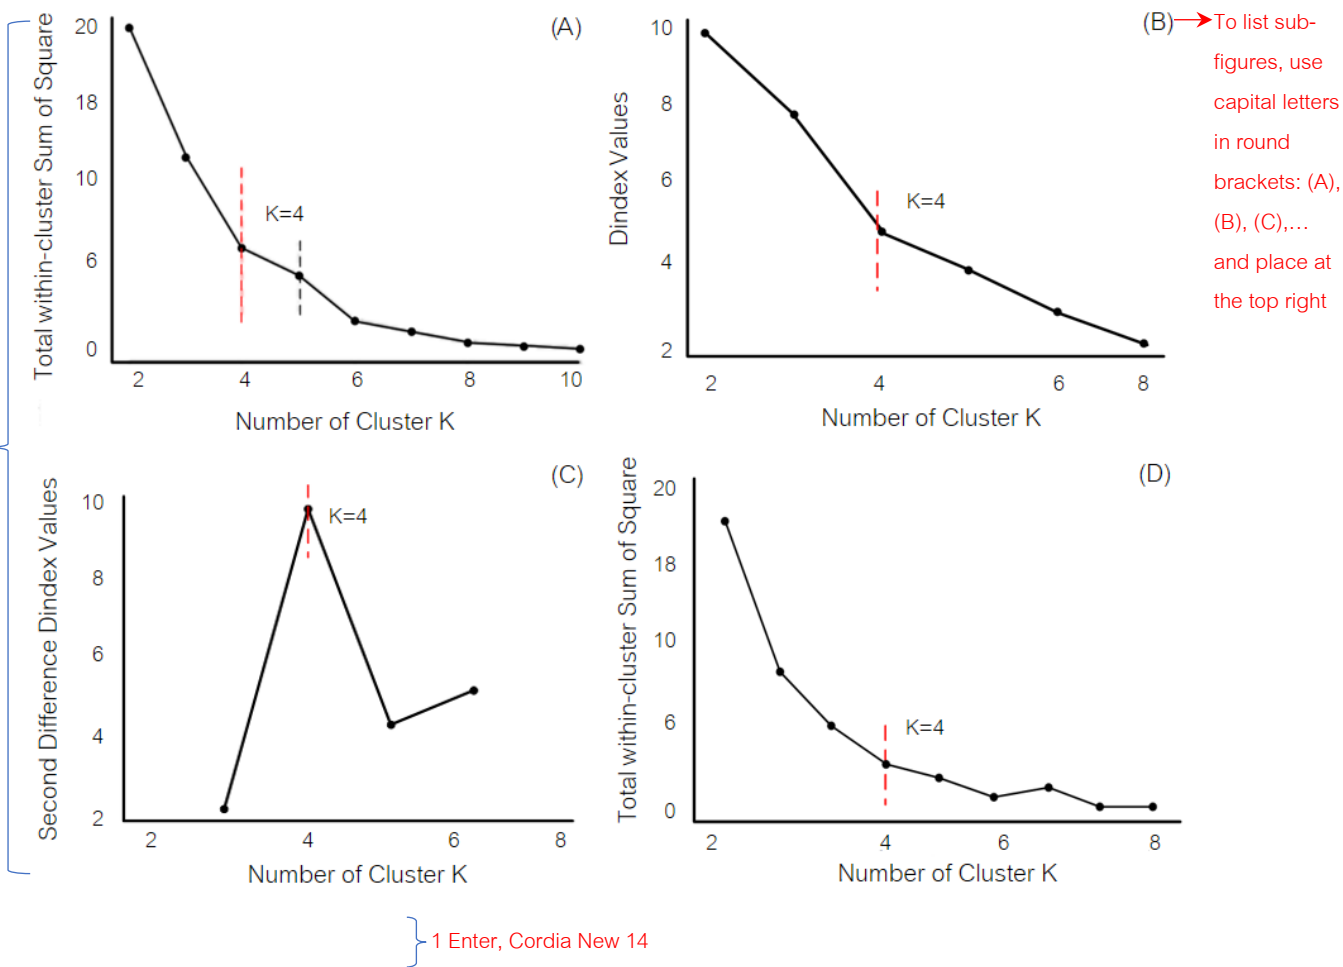 (A)
Total within-cluster Sum of Square
20
18
10
6
0
K=4
2 4 6 8 10
Number of Cluster K
(B)
Dindex Values
10
8
6
4
2
K=4
2 4 6 8
Number of Cluster K
To list sub-
figures, use
capital letters
in round
brackets: (A),
(B), (C),...
and place at
the top right
(C)
Second Difference Dindex Values
10
8
6
4
2
K=4
2 4 6 8
Number of Cluster K
(D)
Total within-cluster Sum of Square
20
18
10
6
0
K=4
2 4 6 8
Number of Cluster K
1 Enter, Cordia New 14